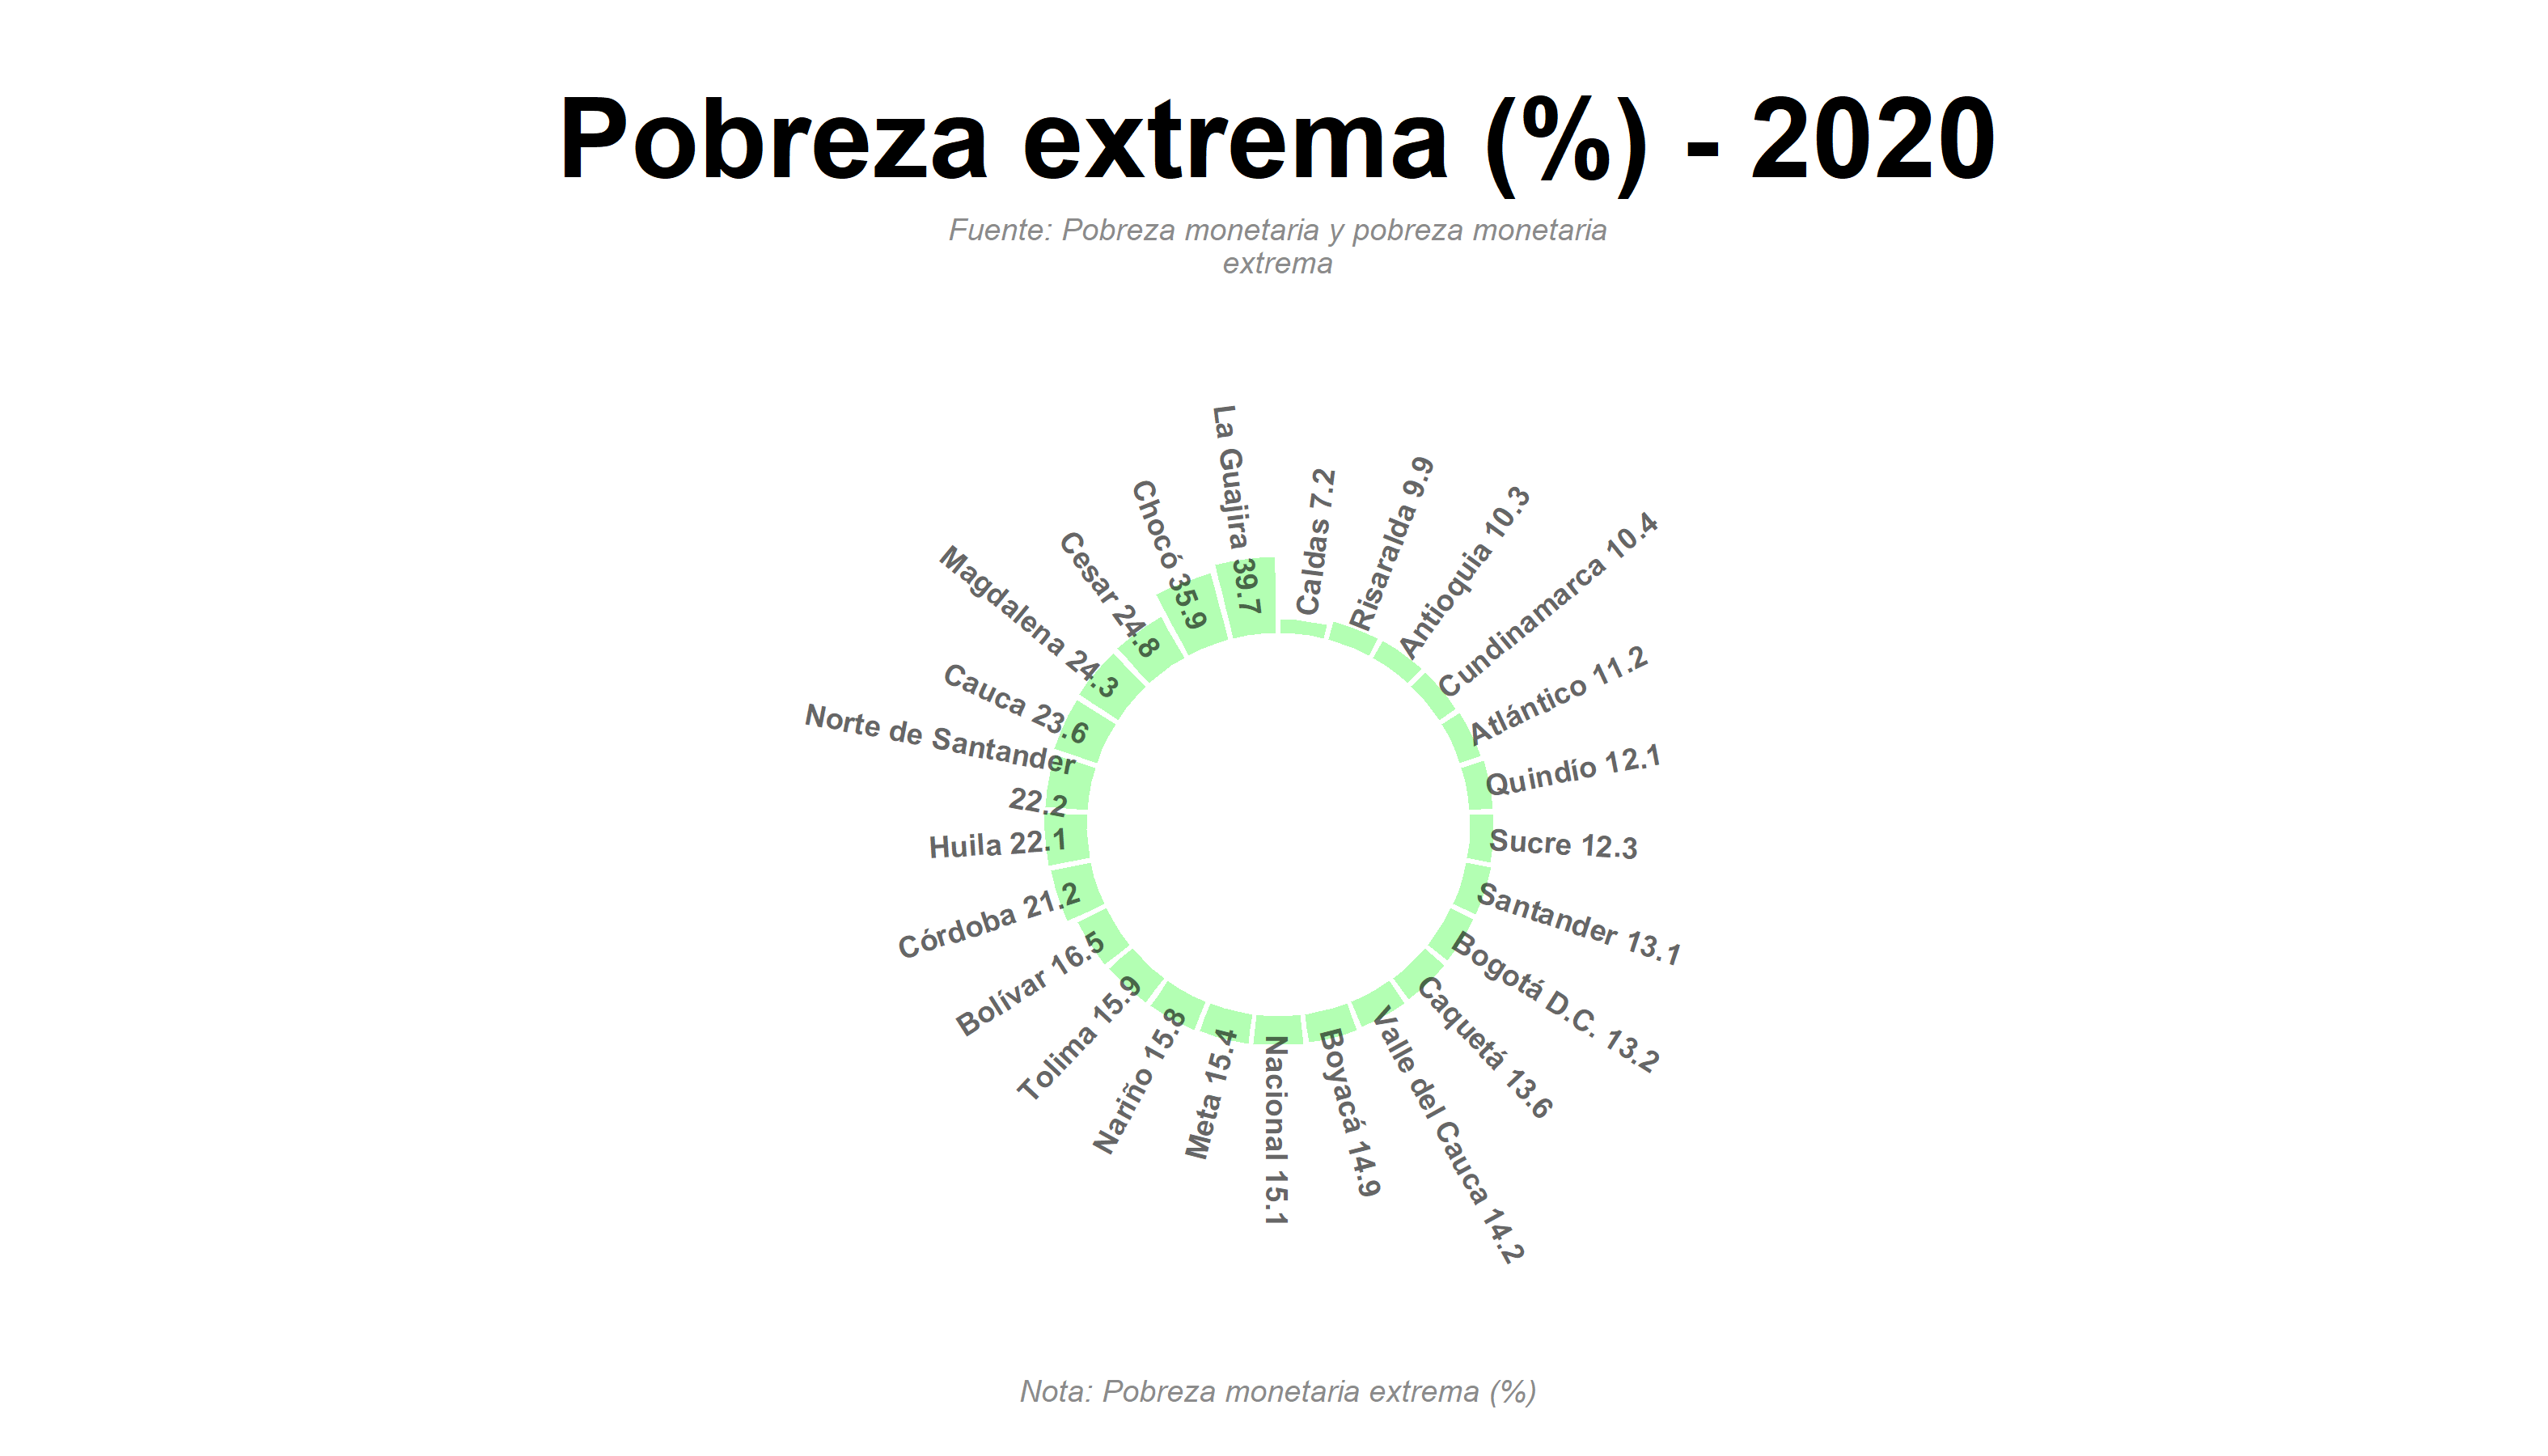 Pobreza extrema (%) - 2020
Fuente: Pobreza monetaria y pobreza monetaria
extrema
Caldas 7.2
Risaralda 9.9
Antioquia 10.3
Cundinamarca 10.4
Atlántico 11.2
Quindío 12.1
Sucre 12.3
Santander 13.1
Bogotá D.C. 13.2
Caquetá 13.6
Valle del Cauca 14.2
Boyacá 14.9
Nacional 15.1
Meta 15.4
Nariño 15.8
Tolima 15.9
Bolívar 16.5
Córdoba 21.2
Huila 22.1
Norte de Santander
22.2
Cauca 23.6
Magdalena 24.3
Cesar 24.8
Chocó 35.9
La Guajira 39.7
Nota: Pobreza monetaria extrema (%)